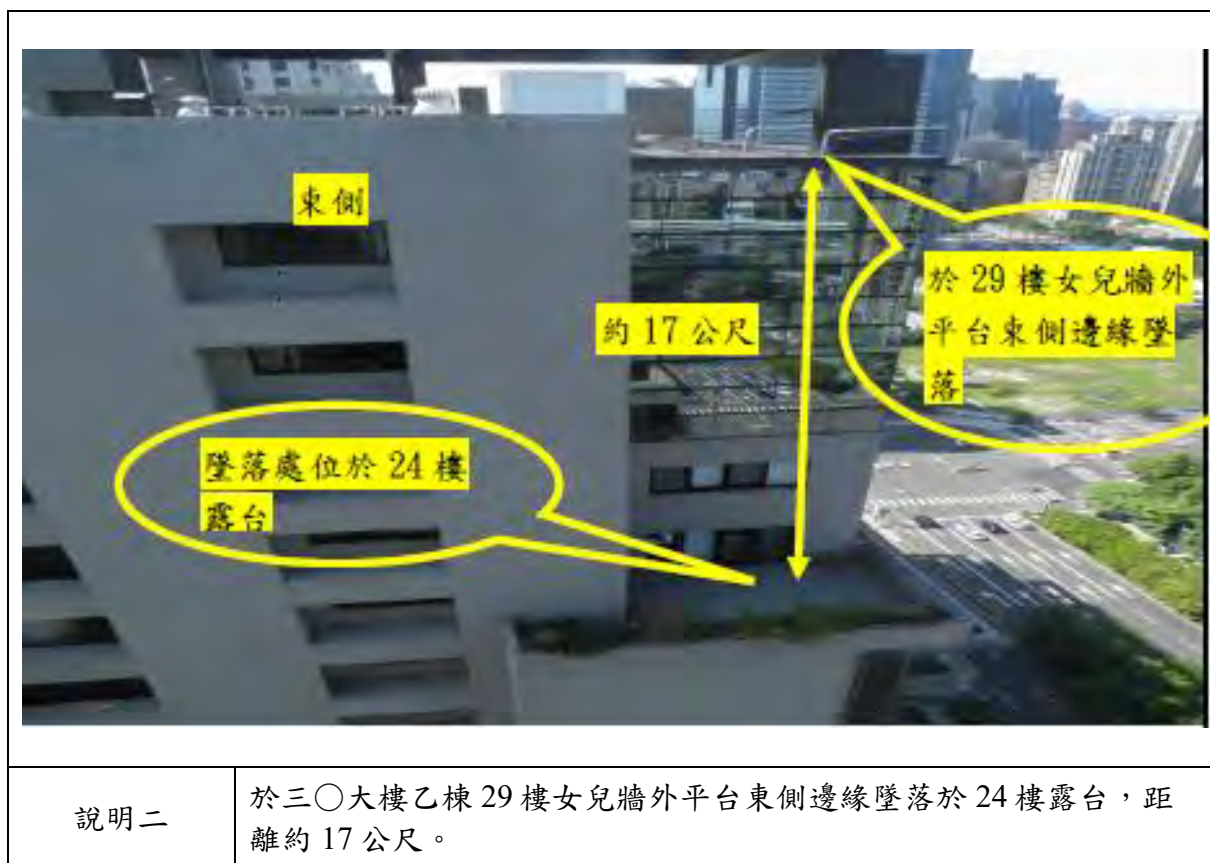 東側
約 17 公尺
於 29 樓女兒牆外
平台東側邊緣墜
落
墜落處位於 24 樓
露台
說明二
於三○大樓乙棟 29 樓女兒牆外平台東側邊緣墜落於 24 樓露台，距
離約 17 公尺。